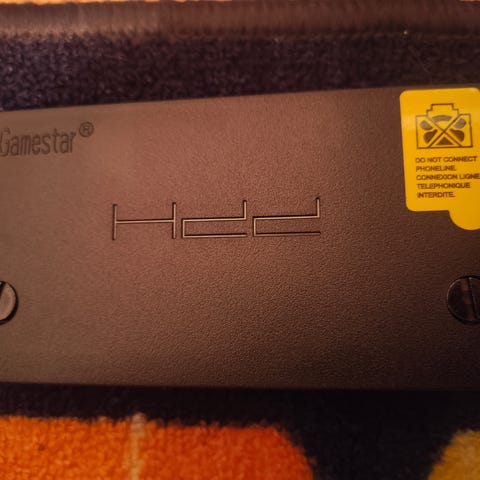 Gamestar®
DO NOT CONNECT
PHONELINE.
CONNEXION LIGNE
TELEPHONIQUE
INTERDITE.
Hdd